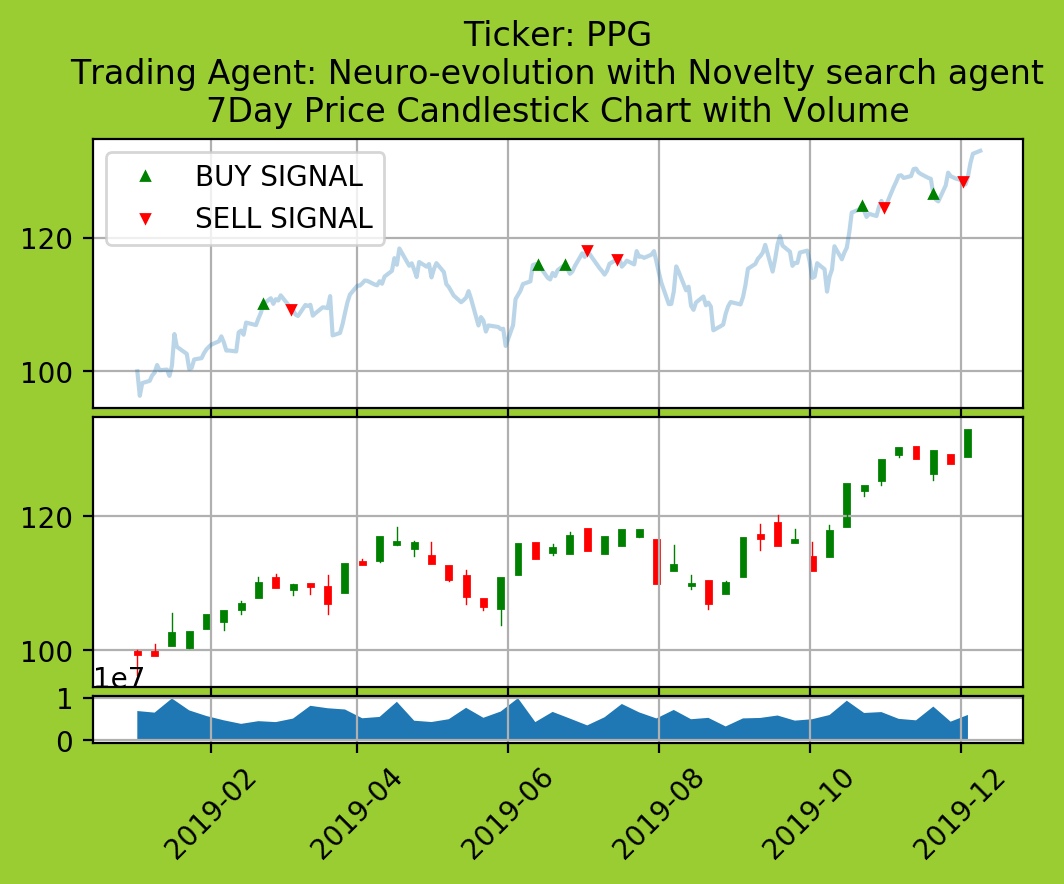 Ticker: PPG
Trading Agent: Neuro-evolution with Novelty search agent
7Day Price Candlestick Chart with Volume
BUY SIGNAL
SELL SIGNAL
120
100
120
100
1e7
1
0
2019-02
2019-04
2019-06
2019-08
2019-10
2019-12